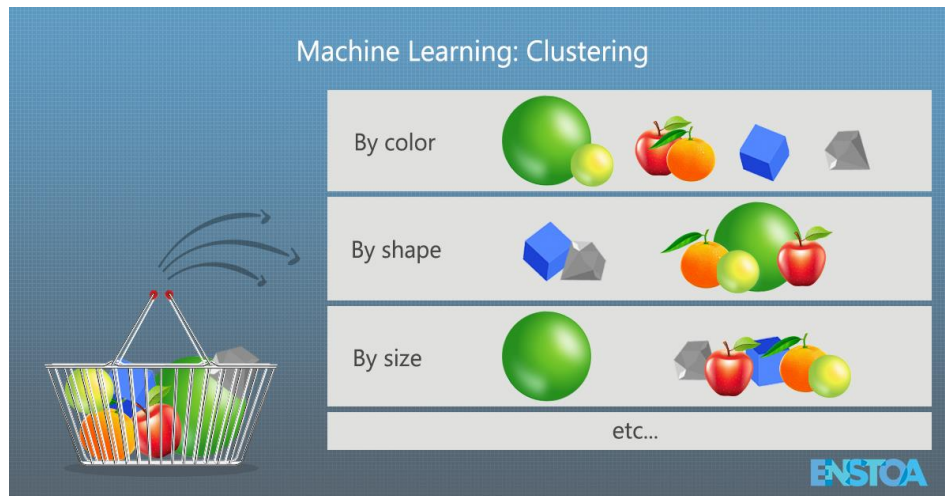 Machine Learning: Clustering
By color
By shape
By size
etc...
ENSTOA